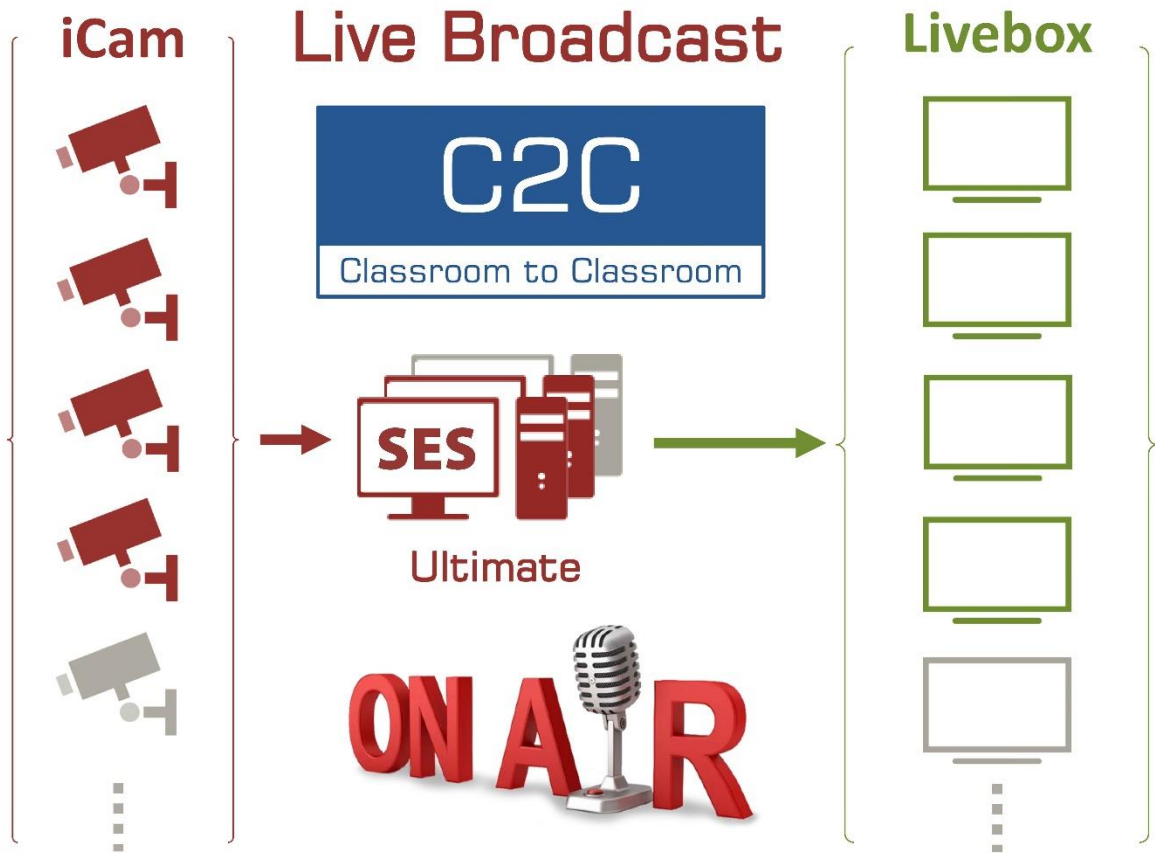 iCam
Live Broadcast
Livebox
C2C
Classroom to Classroom
SES
Ultimate
ON AIR